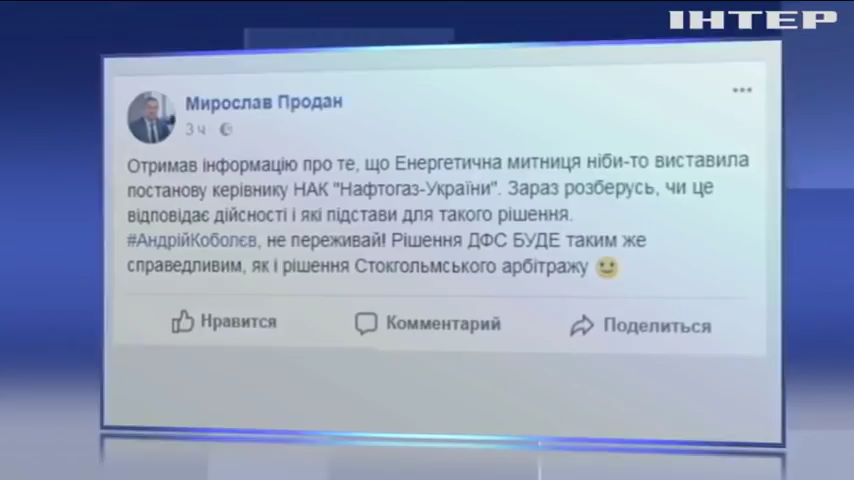 ІНТЕР
Мирослав Продан
3 ч
Отримав інформацію про те, що Енергетична митниця ніби-то виставила
постанову керівнику НАК "Нафтогаз-України". Зараз розберусь, чи це
відповідає дійсності і які підстави для такого рішення.
#АндрійКоболєв, не переживай! Рішення ДФС БУДЕ таким же
справедливим, як і рішення Стокгольмського арбітражу
Нравится
Комментарий
Поделиться